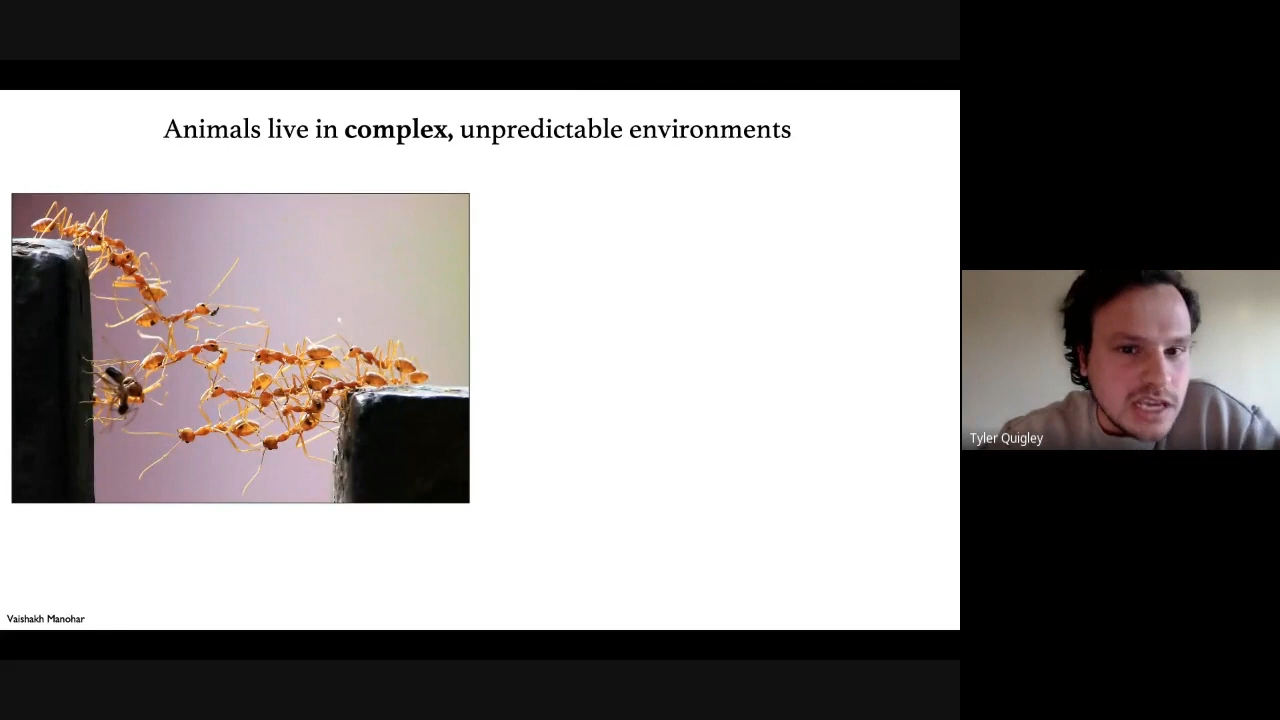 Animals live in complex, unpredictable environments
Tyler Quigley
Vaishakh Manohar